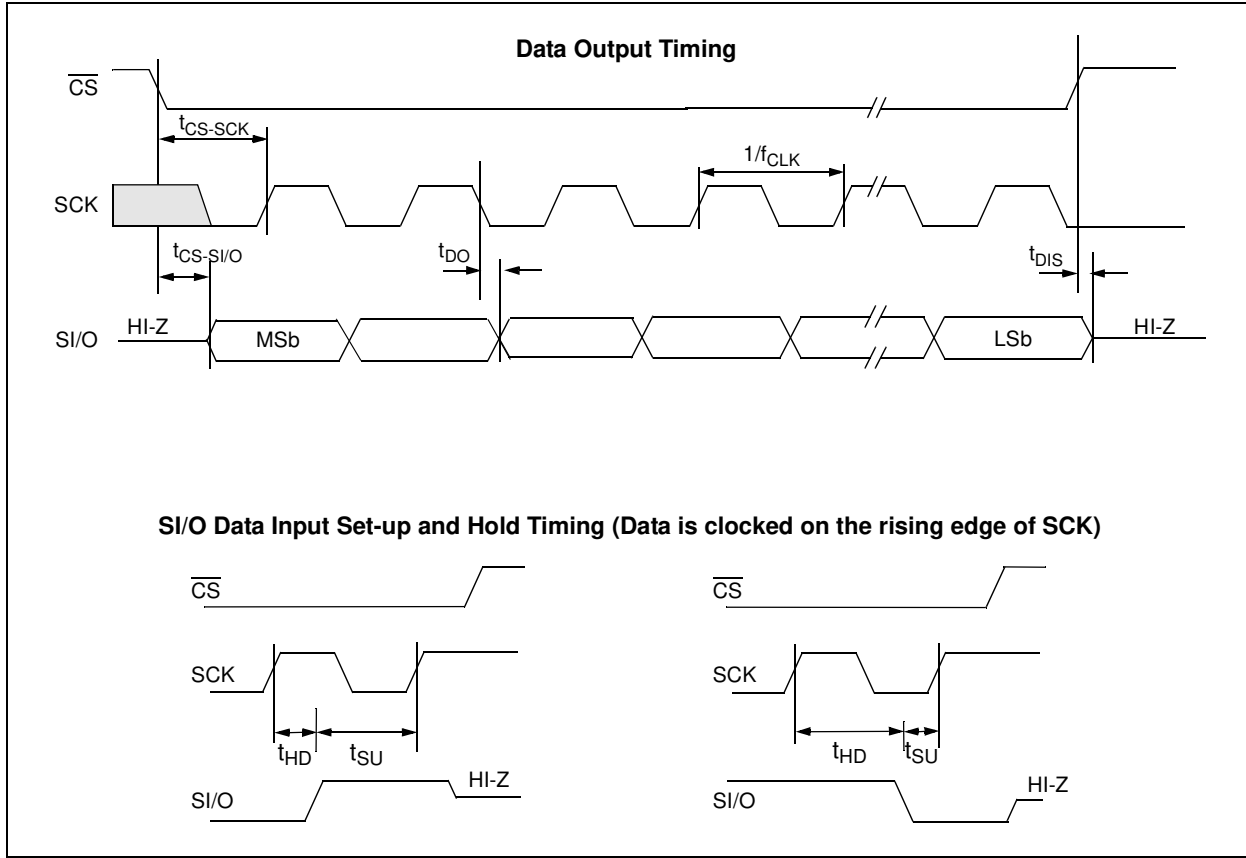 Data Output Timing
CS
tCS-SCK
1/fCLK
SCK
tCS-SI/O
tDO
tDIS
SI/O HI-Z MSb LSb HI-Z
SI/O Data Input Set-up and Hold Timing (Data is clocked on the rising edge of SCK)
CS
SCK
tHD tSU
SI/O HI-Z
CS
SCK
tHD tSU
SI/O HI-Z